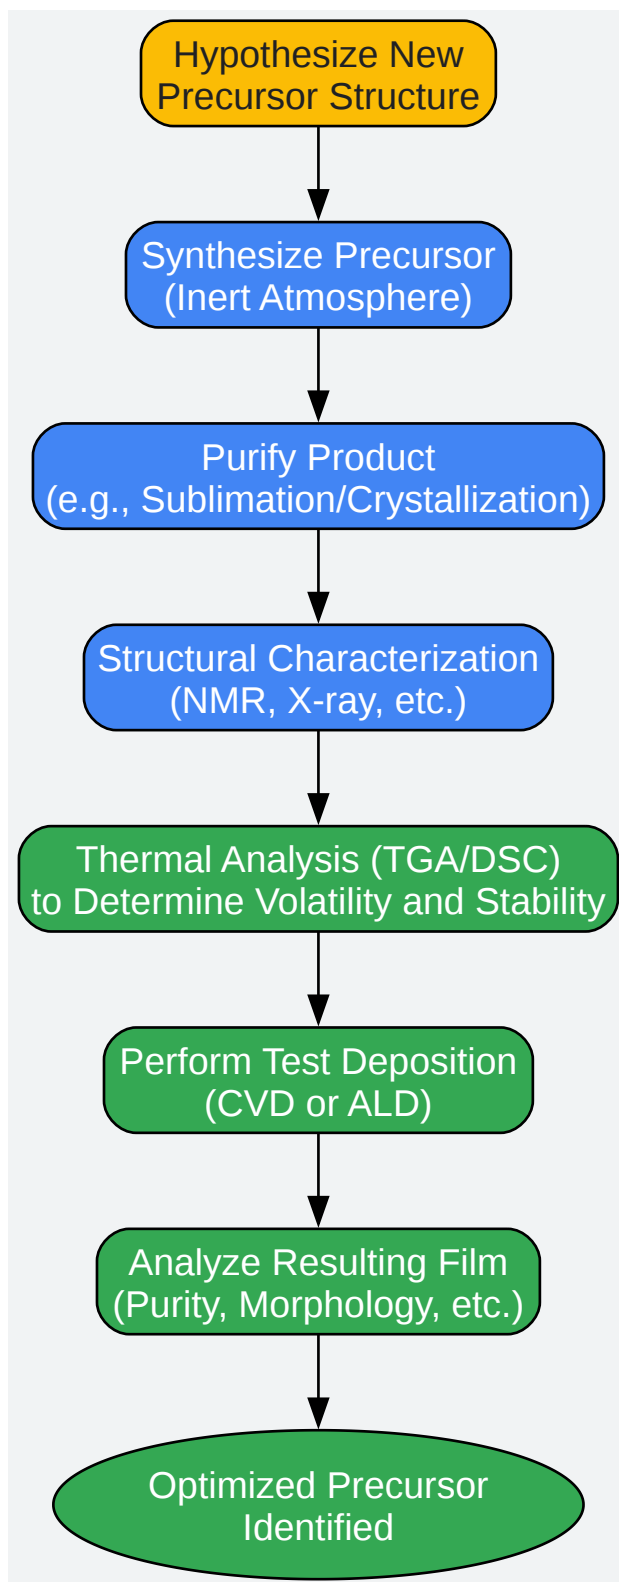 Hypothesize New
Precursor Structure
Synthesize Precursor
(Inert Atmosphere)
Purify Product
(e.g., Sublimation/Crystallization)
Structural Characterization
(NMR, X-ray, etc.)
Thermal Analysis (TGA/DSC)
to Determine Volatility and Stability
Perform Test Deposition
(CVD or ALD)
Analyze Resulting Film
(Purity, Morphology, etc.)
Optimized Precursor
Identified